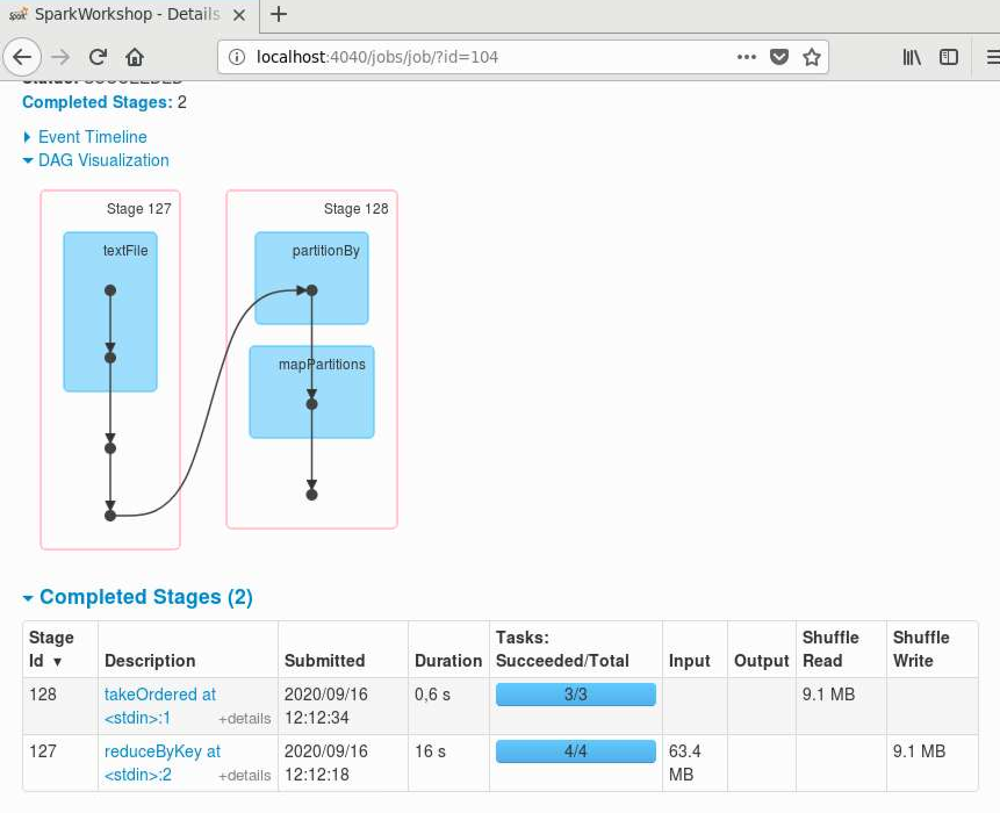 SparkWorkshop - Details
localhost:4040/jobs/job/?id=104
Status: SUCCEEDED
Completed Stages: 2
Event Timeline
DAG Visualization
Stage 127
Stage 128
textFile
partitionBy
mapPartitions
Completed Stages (2)
Stage Id ▼ Description Submitted Duration Tasks: Succeeded/Total Input Output Shuffle Read Shuffle Write
128 takeOrdered at <stdin>:1 +details 2020/09/16 12:12:34 0,6 s 3/3 9.1 MB
127 reduceByKey at <stdin>:2 +details 2020/09/16 12:12:18 16 s 4/4 63.4 MB 9.1 MB